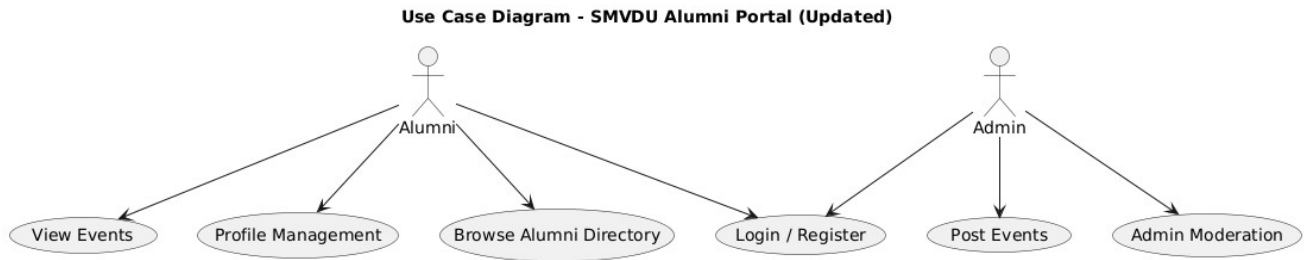 Use Case Diagram - SMVDU Alumni Portal (Updated)
Alumni
Admin
View Events
Profile Management
Browse Alumni Directory
Login / Register
Post Events
Admin Moderation